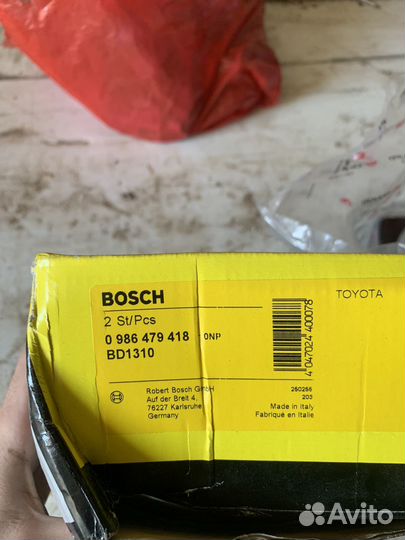 BOSCH
TOYOTA
2 St/Pcs
0 986 479 418 0NP
BD1310
4 047024 400078
Robert Bosch GmbH
Auf der Breit 4,
76227 Karlsruhe
Germany
250256
203
Made in Italy
Fabriqué en Italie
Avito